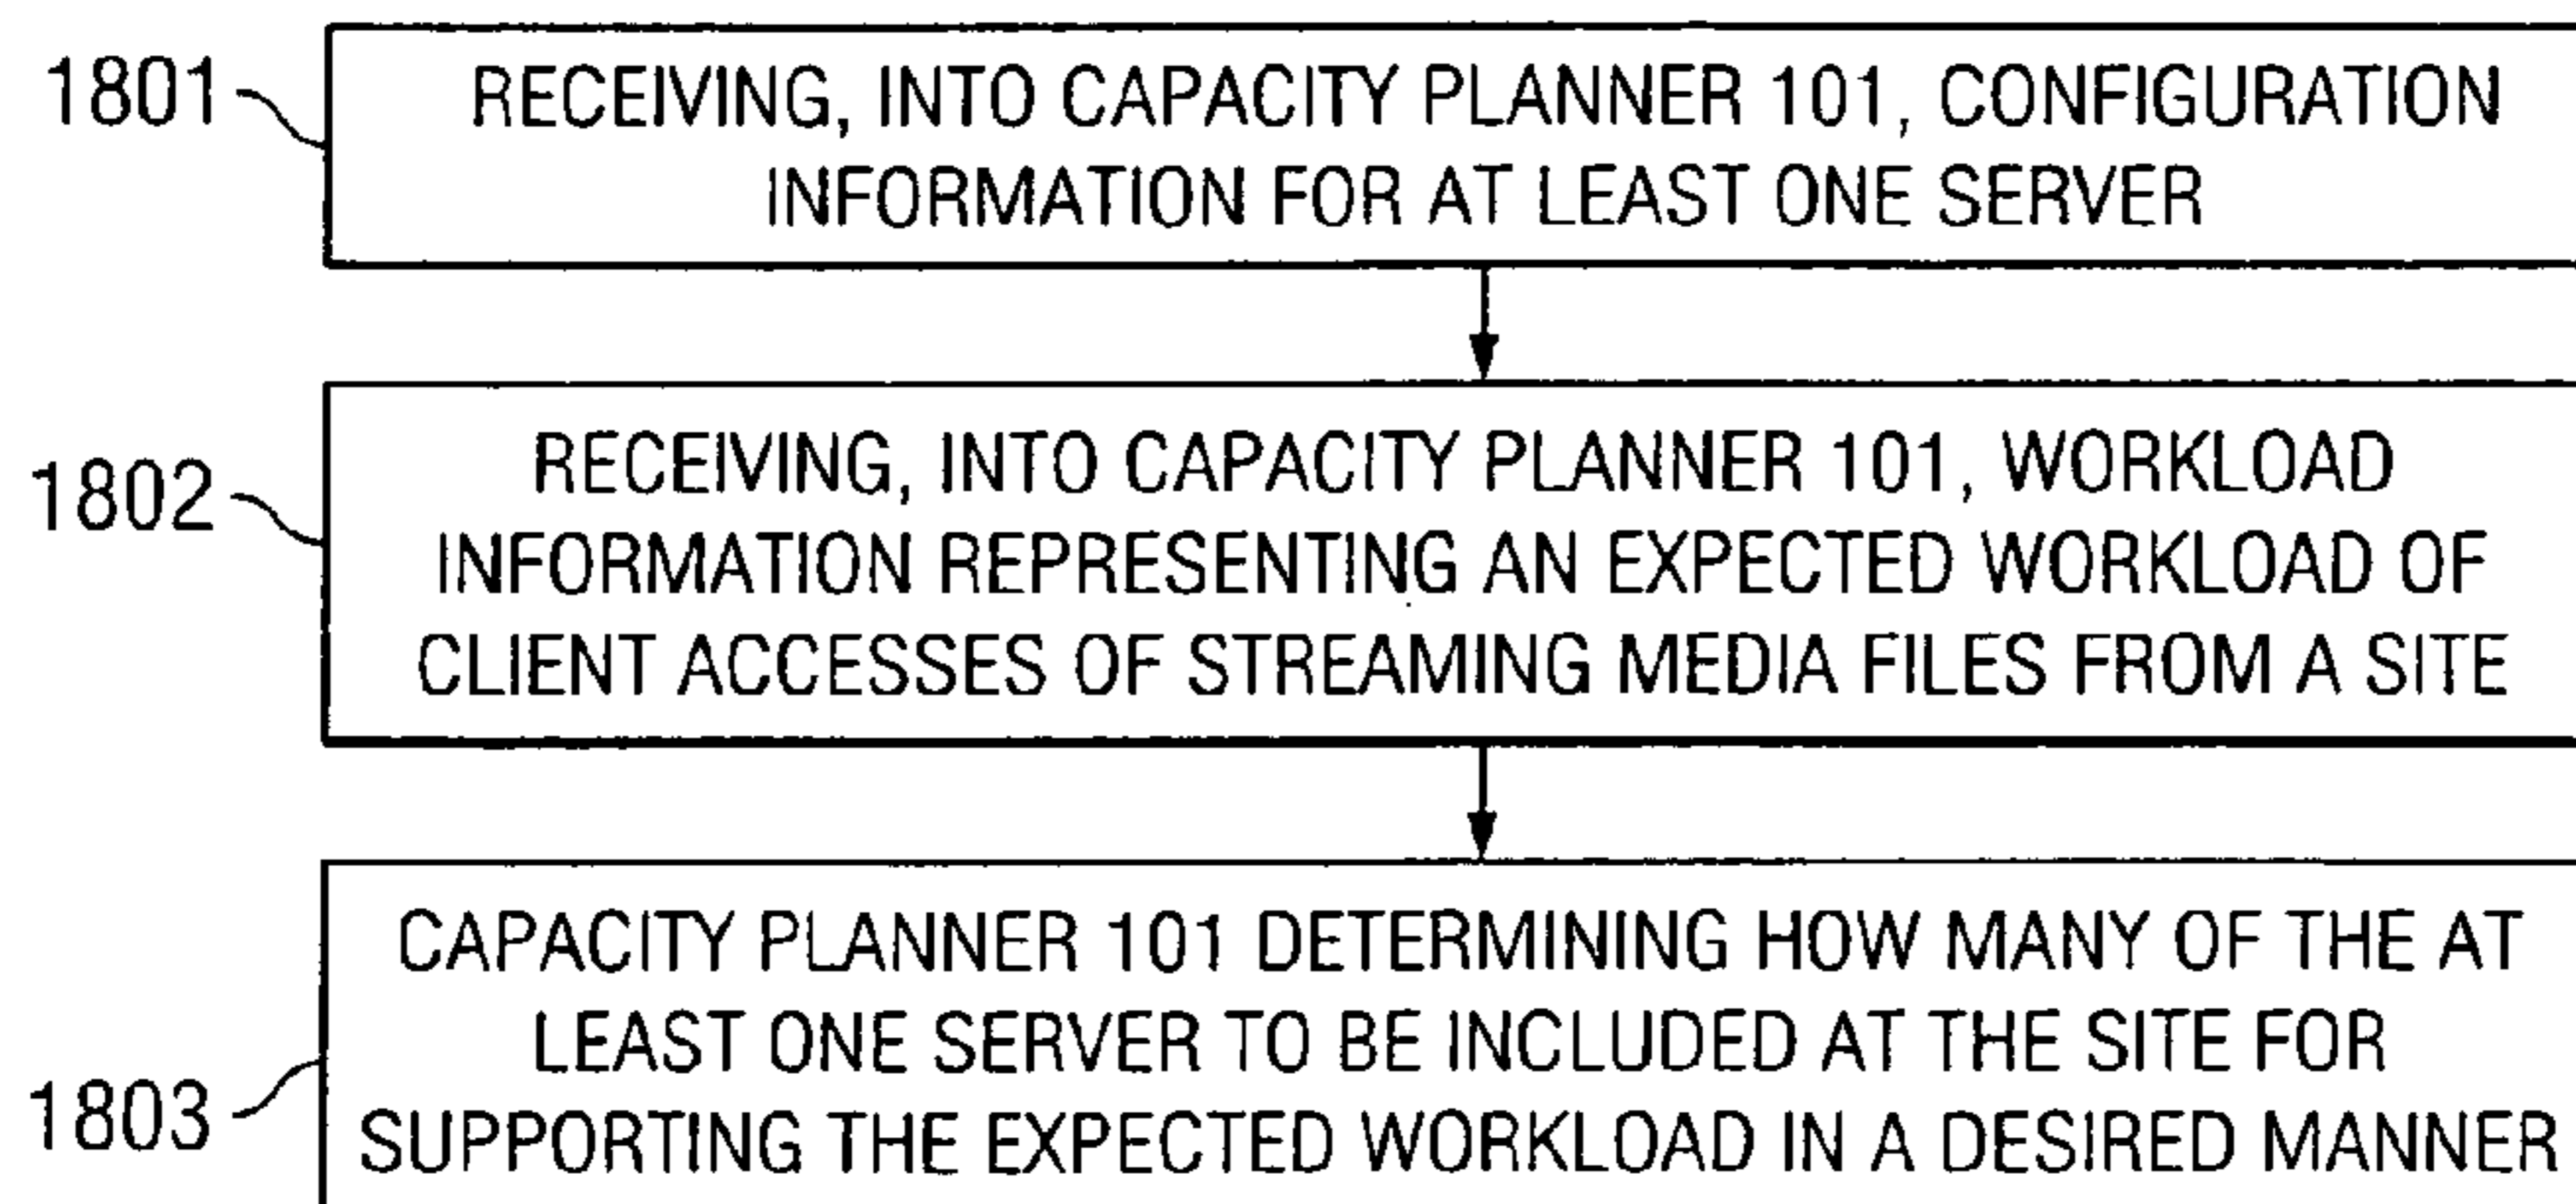 1801
RECEIVING, INTO CAPACITY PLANNER 101, CONFIGURATION
INFORMATION FOR AT LEAST ONE SERVER
1802
RECEIVING, INTO CAPACITY PLANNER 101, WORKLOAD
INFORMATION REPRESENTING AN EXPECTED WORKLOAD OF
CLIENT ACCESSES OF STREAMING MEDIA FILES FROM A SITE
1803
CAPACITY PLANNER 101 DETERMINING HOW MANY OF THE AT
LEAST ONE SERVER TO BE INCLUDED AT THE SITE FOR
SUPPORTING THE EXPECTED WORKLOAD IN A DESIRED MANNER